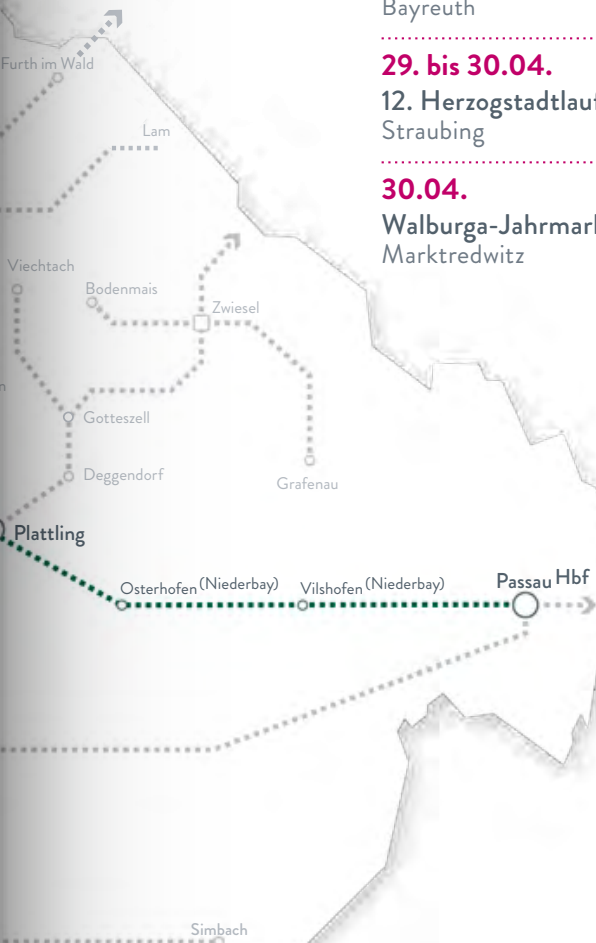 Bayreuth
29. bis 30.04.
12. Herzogstadtlauf
Straubing
30.04.
Walburga-Jahrmark
Marktredwitz
Furth im Wald
Lam
Viechtach
Bodenmais
Zwiesel
Gotteszell
Deggendorf
Grafenau
Plattling
Osterhofen (Niederbay)
Vilshofen (Niederbay)
Passau Hbf
Simbach